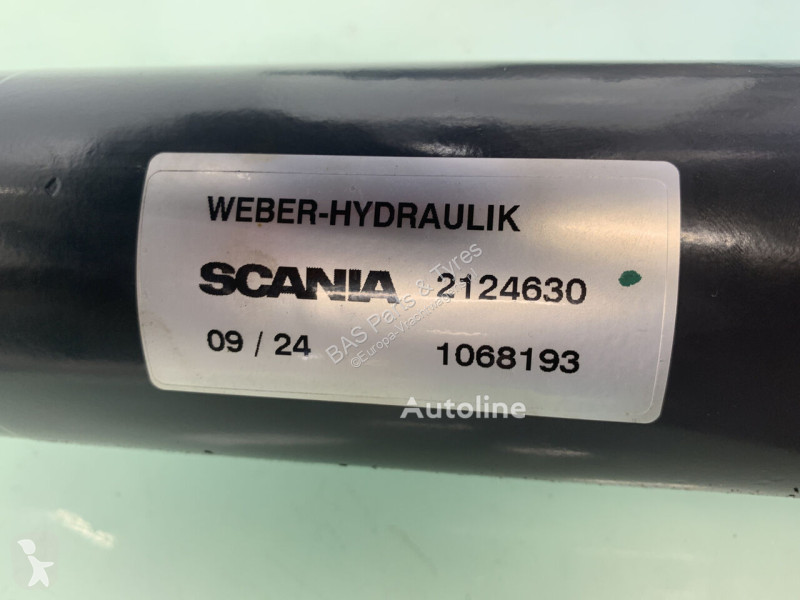 WEBER-HYDRAULIK
SCANIA 2124630
09 / 24 1068193
BAS Parts & Tyres
Autoline